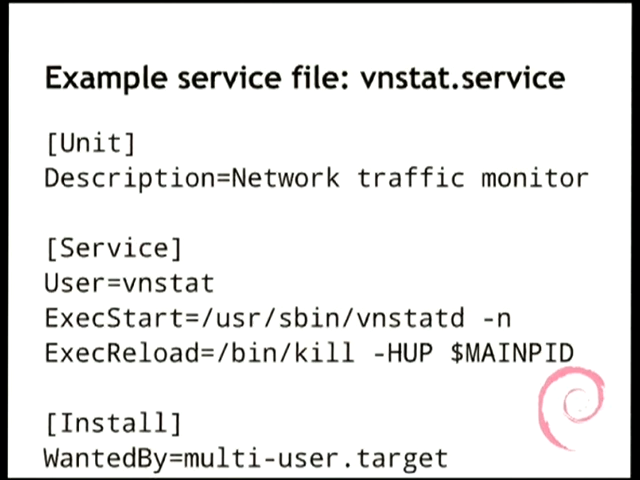 Example service file: vnstat.service
[Unit]
Description=Network traffic monitor
[Service]
User=vnstat
ExecStart=/usr/sbin/vnstatd -n
ExecReload=/bin/kill -HUP $MAINPID
[Install]
WantedBy=multi-user.target